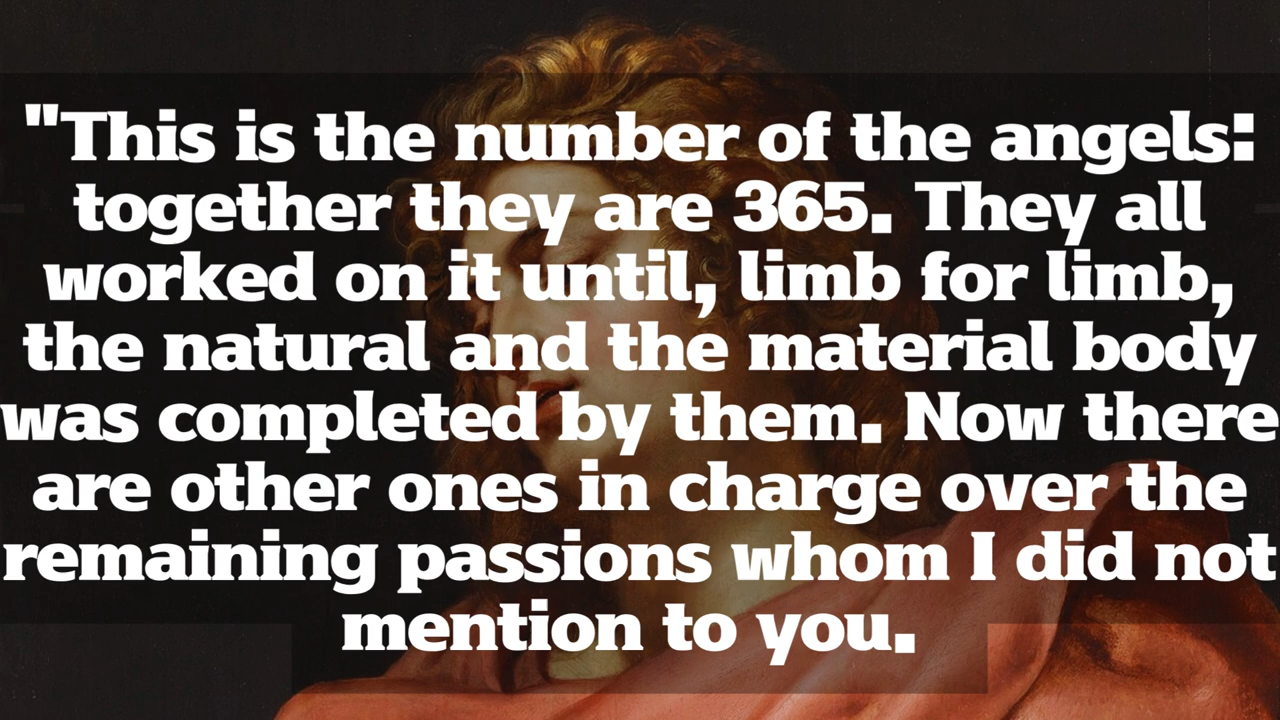 "This is the number of the angels:
together they are 365. They all
worked on it until, limb for limb,
the natural and the material body
was completed by them. Now there
are other ones in charge over the
remaining passions whom I did not
mention to you.